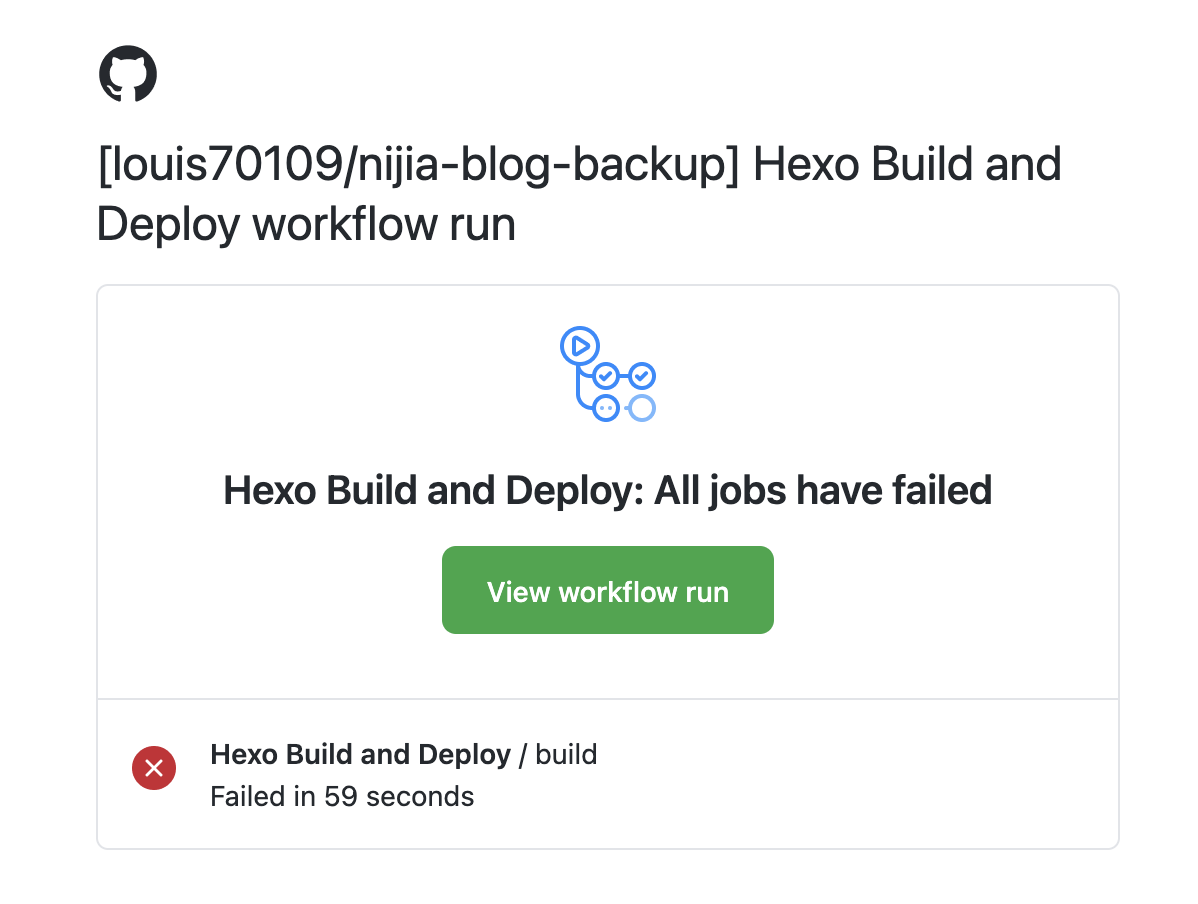 [louis70109/nijia-blog-backup] Hexo Build and
Deploy workflow run
Hexo Build and Deploy: All jobs have failed
View workflow run
Hexo Build and Deploy / build
Failed in 59 seconds